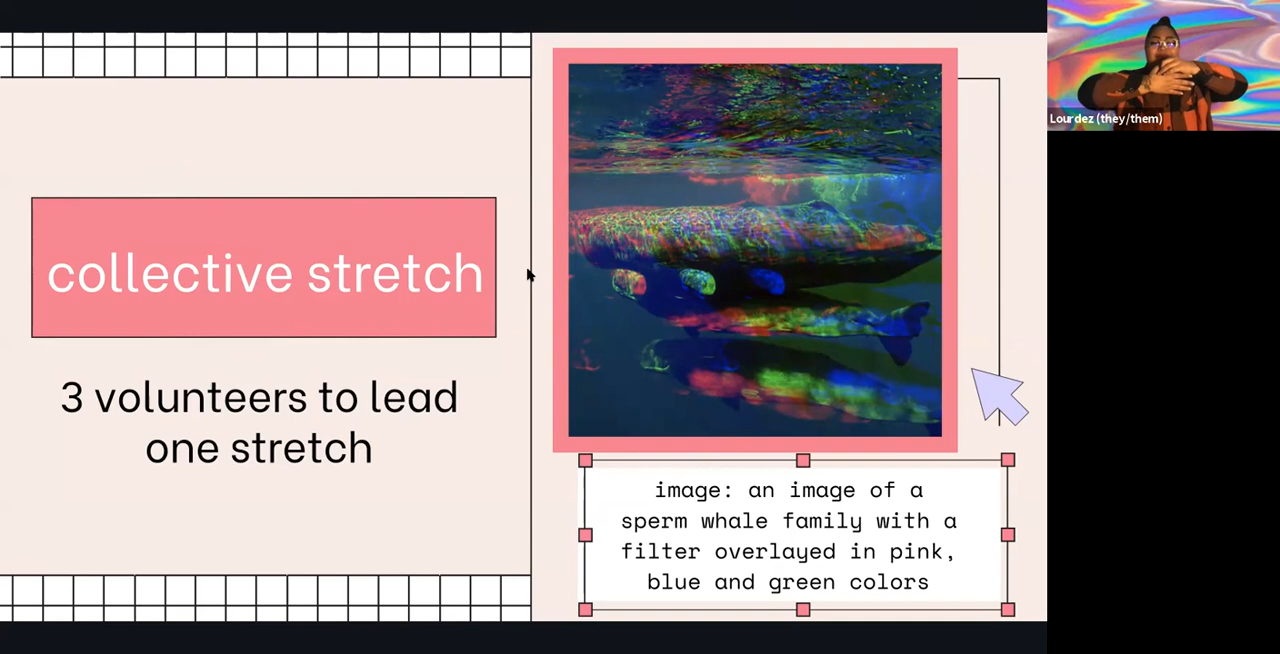 collective stretch
3 volunteers to lead
one stretch
image: an image of a
sperm whale family with a
filter overlayed in pink,
blue and green colors
Lourdez (they/them)